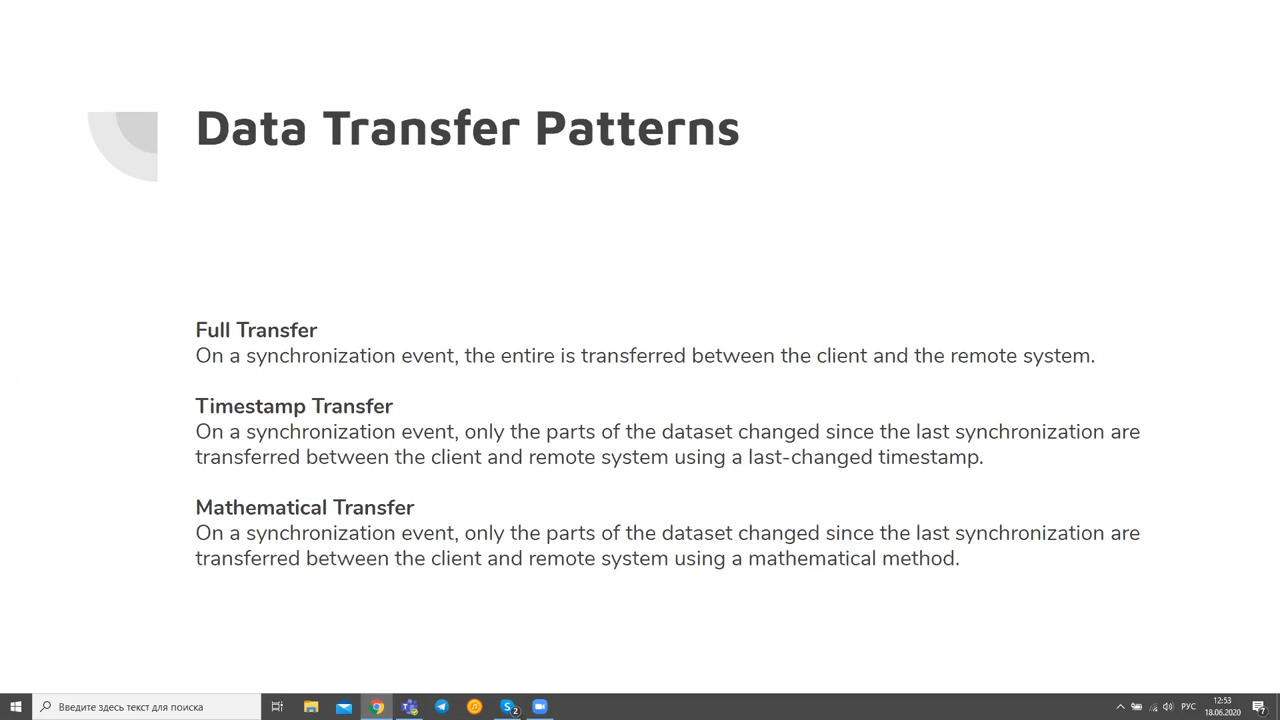 Data Transfer Patterns
Full Transfer
On a synchronization event, the entire is transferred between the client and the remote system.
Timestamp Transfer
On a synchronization event, only the parts of the dataset changed since the last synchronization are
transferred between the client and remote system using a last-changed timestamp.
Mathematical Transfer
On a synchronization event, only the parts of the dataset changed since the last synchronization are
transferred between the client and remote system using a mathematical method.
Введите здесь текст для поиска
2
РУС
12:53
18.06.2020
7